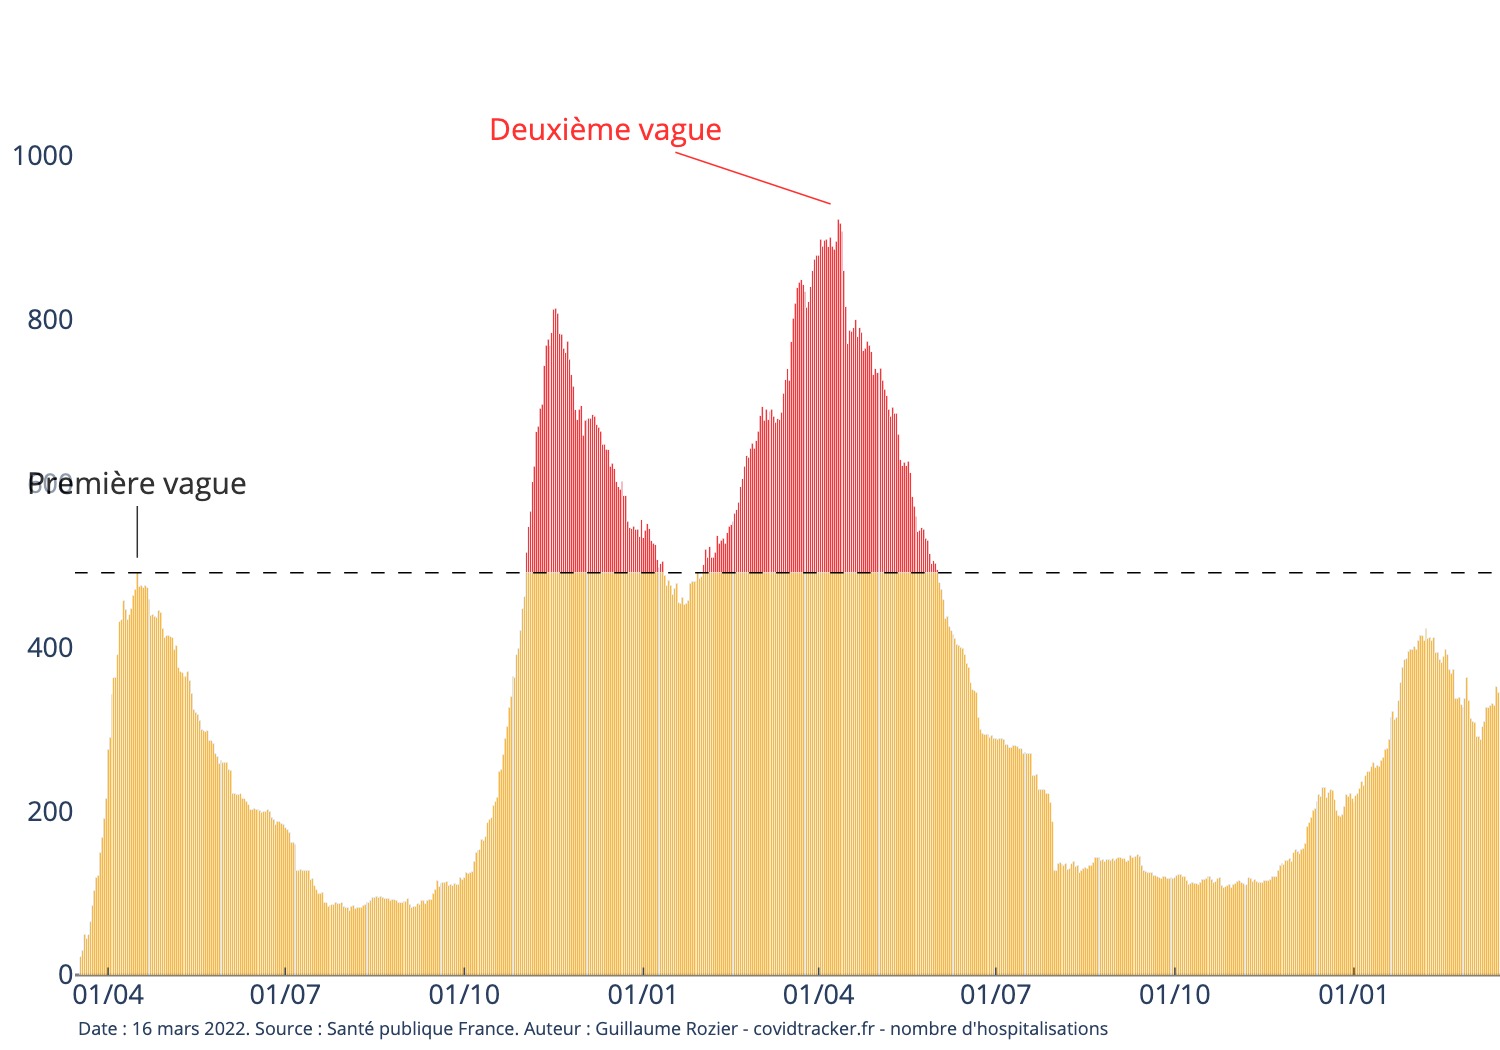 Deuxième vague
1000
800
600
Première vague
400
200
0
01/04 01/07 01/10 01/01 01/04 01/07 01/10 01/01
Date : 16 mars 2022. Source : Santé publique France. Auteur : Guillaume Rozier - covidtracker.fr - nombre d'hospitalisations